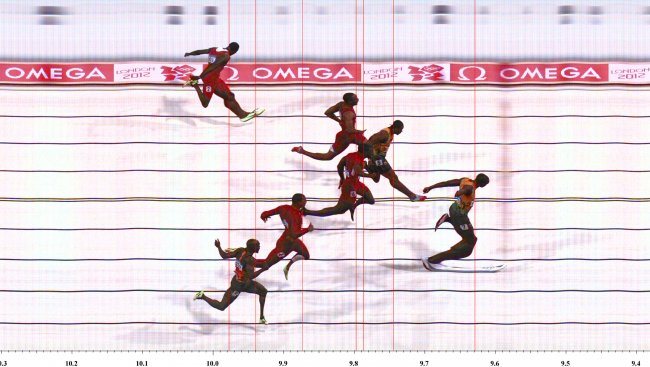 OMEGA LONDON 2012 Ω OMEGA LONDON 2012 Ω OMEGA LONDON 2012
0.3 10.2 10.1 10.0 9.9 9.8 9.7 9.6 9.5 9.4